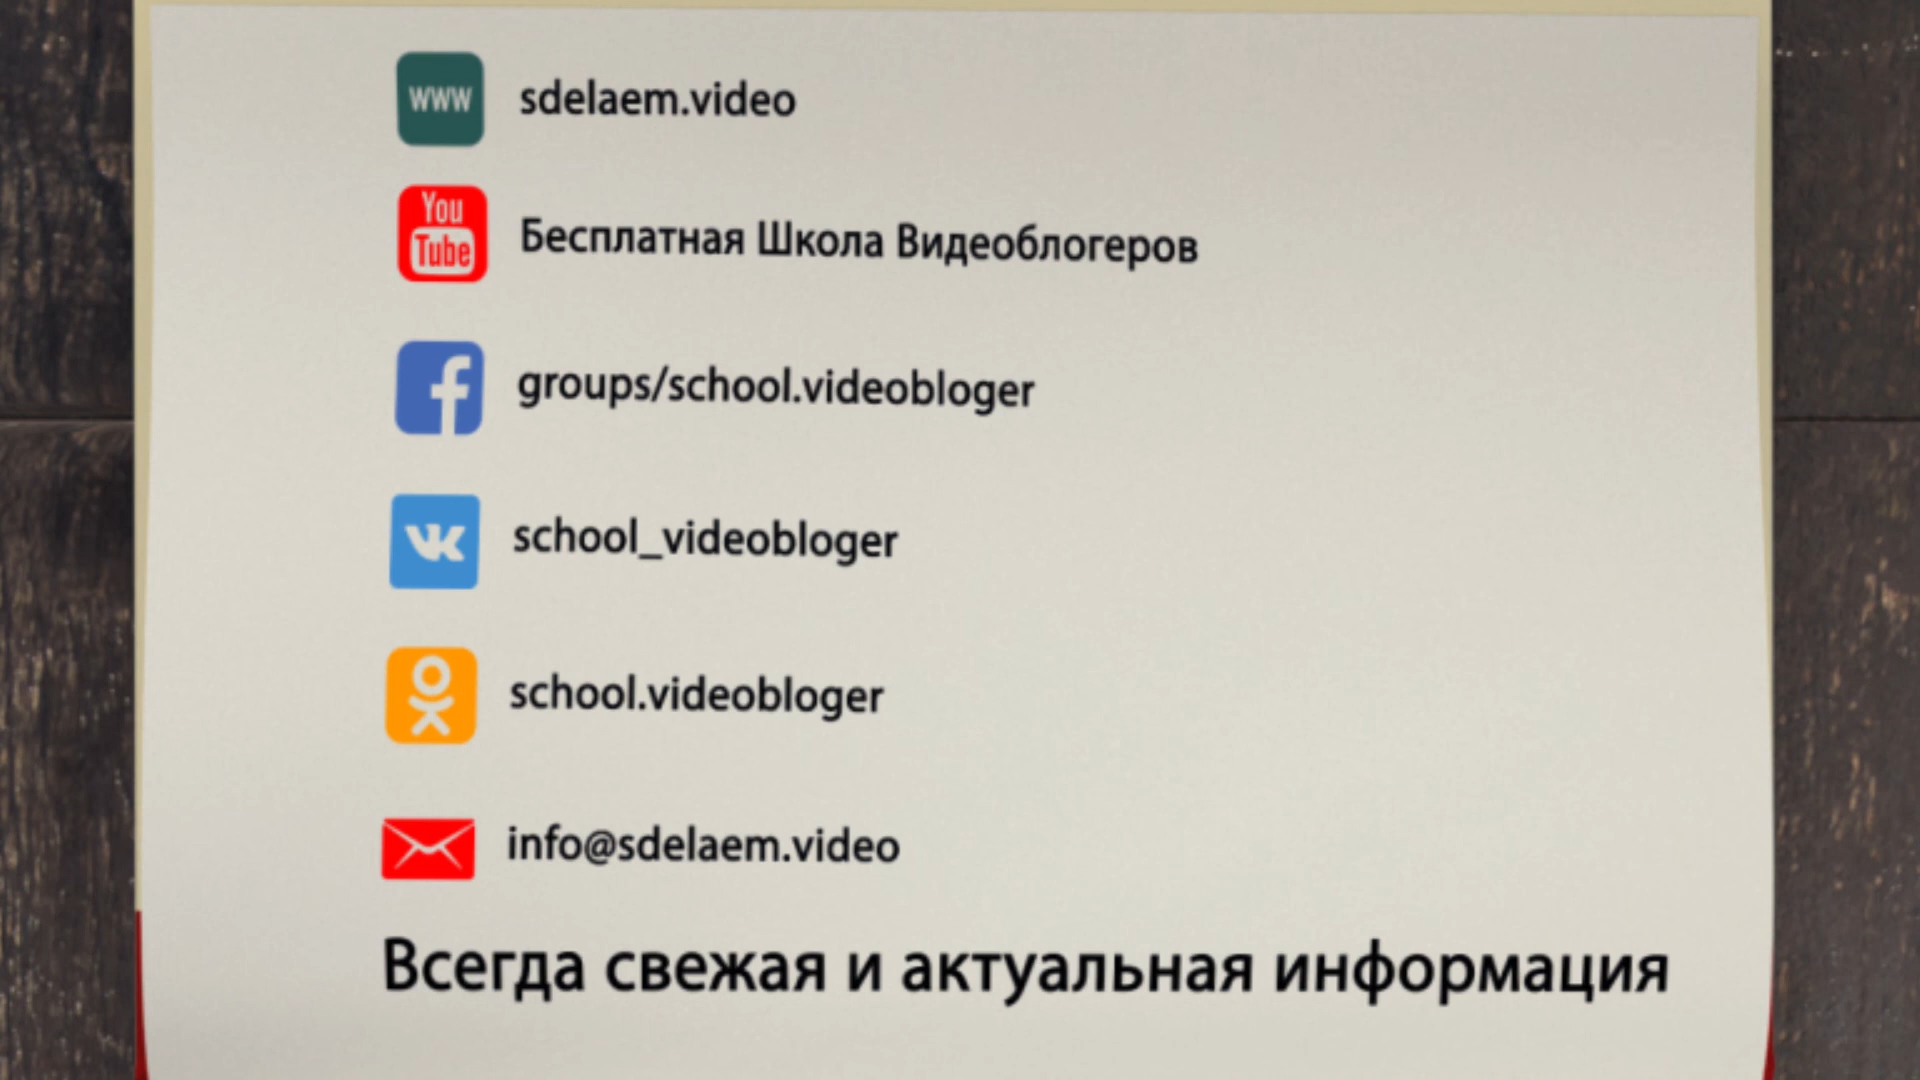 www sdelaem.video
You Tube Бесплатная Школа Видеоблогеров
f groups/school.videobloger
VK school_videobloger
school.videobloger
info@sdelaem.video
Всегда свежая и актуальная информация